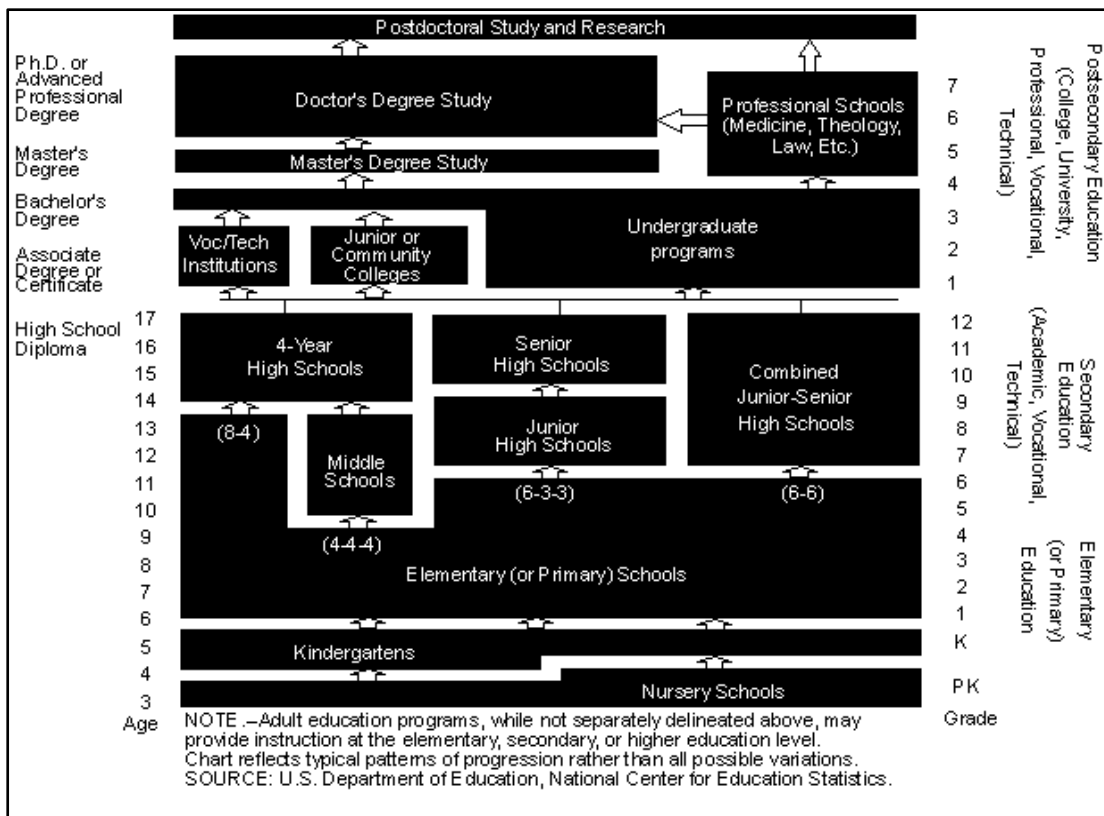 Postdoctoral Study and Research
Ph.D. or
Advanced
Professional
Degree
Doctor's Degree Study
Professional Schools
(Medicine, Theology,
Law, Etc.)
7
6
5
Master's
Degree
Master's Degree Study
4
3
2
1
Postsecondary Education
(College, University,
Professional, Vocational,
Technical)
Bachelor's
Degree
Undergraduate
programs
Associate
Degree or
Certificate
Voc/Tech
Institutions
Junior or
Community
Colleges
High School
Diploma
17
16
15
14
13
12
11
10
9
8
7
6
5
4
3
Age
4-Year
High Schools
Senior
High Schools
Combined
Junior-Senior
High Schools
Junior
High Schools
(8-4)
Middle
Schools
(6-3-3)
(6-6)
(4-4-4)
Elementary (or Primary) Schools
Kindergartens
Nursery Schools
12
11
10
9
8
7
6
5
4
3
2
1
K
PK
Grade
Secondary
Education
(Academic, Vocational,
Technical)
Elementary
(or Primary)
Education
NOTE.–Adult education programs, while not separately delineated above, may
provide instruction at the elementary, secondary, or higher education level.
Chart reflects typical patterns of progression rather than all possible variations.
SOURCE: U.S. Department of Education, National Center for Education Statistics.